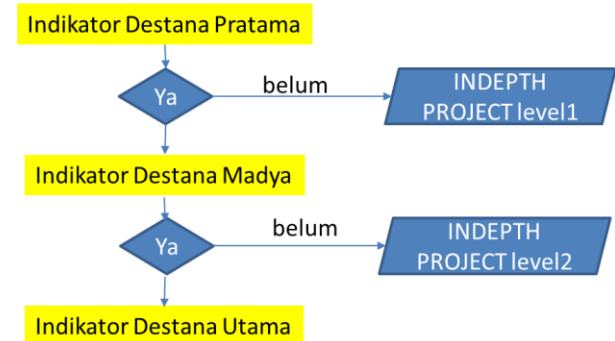 Indikator Destana Pratama
Ya
belum
INDEPTH
PROJECT level1
Indikator Destana Madya
Ya
belum
INDEPTH
PROJECT level2
Indikator Destana Utama